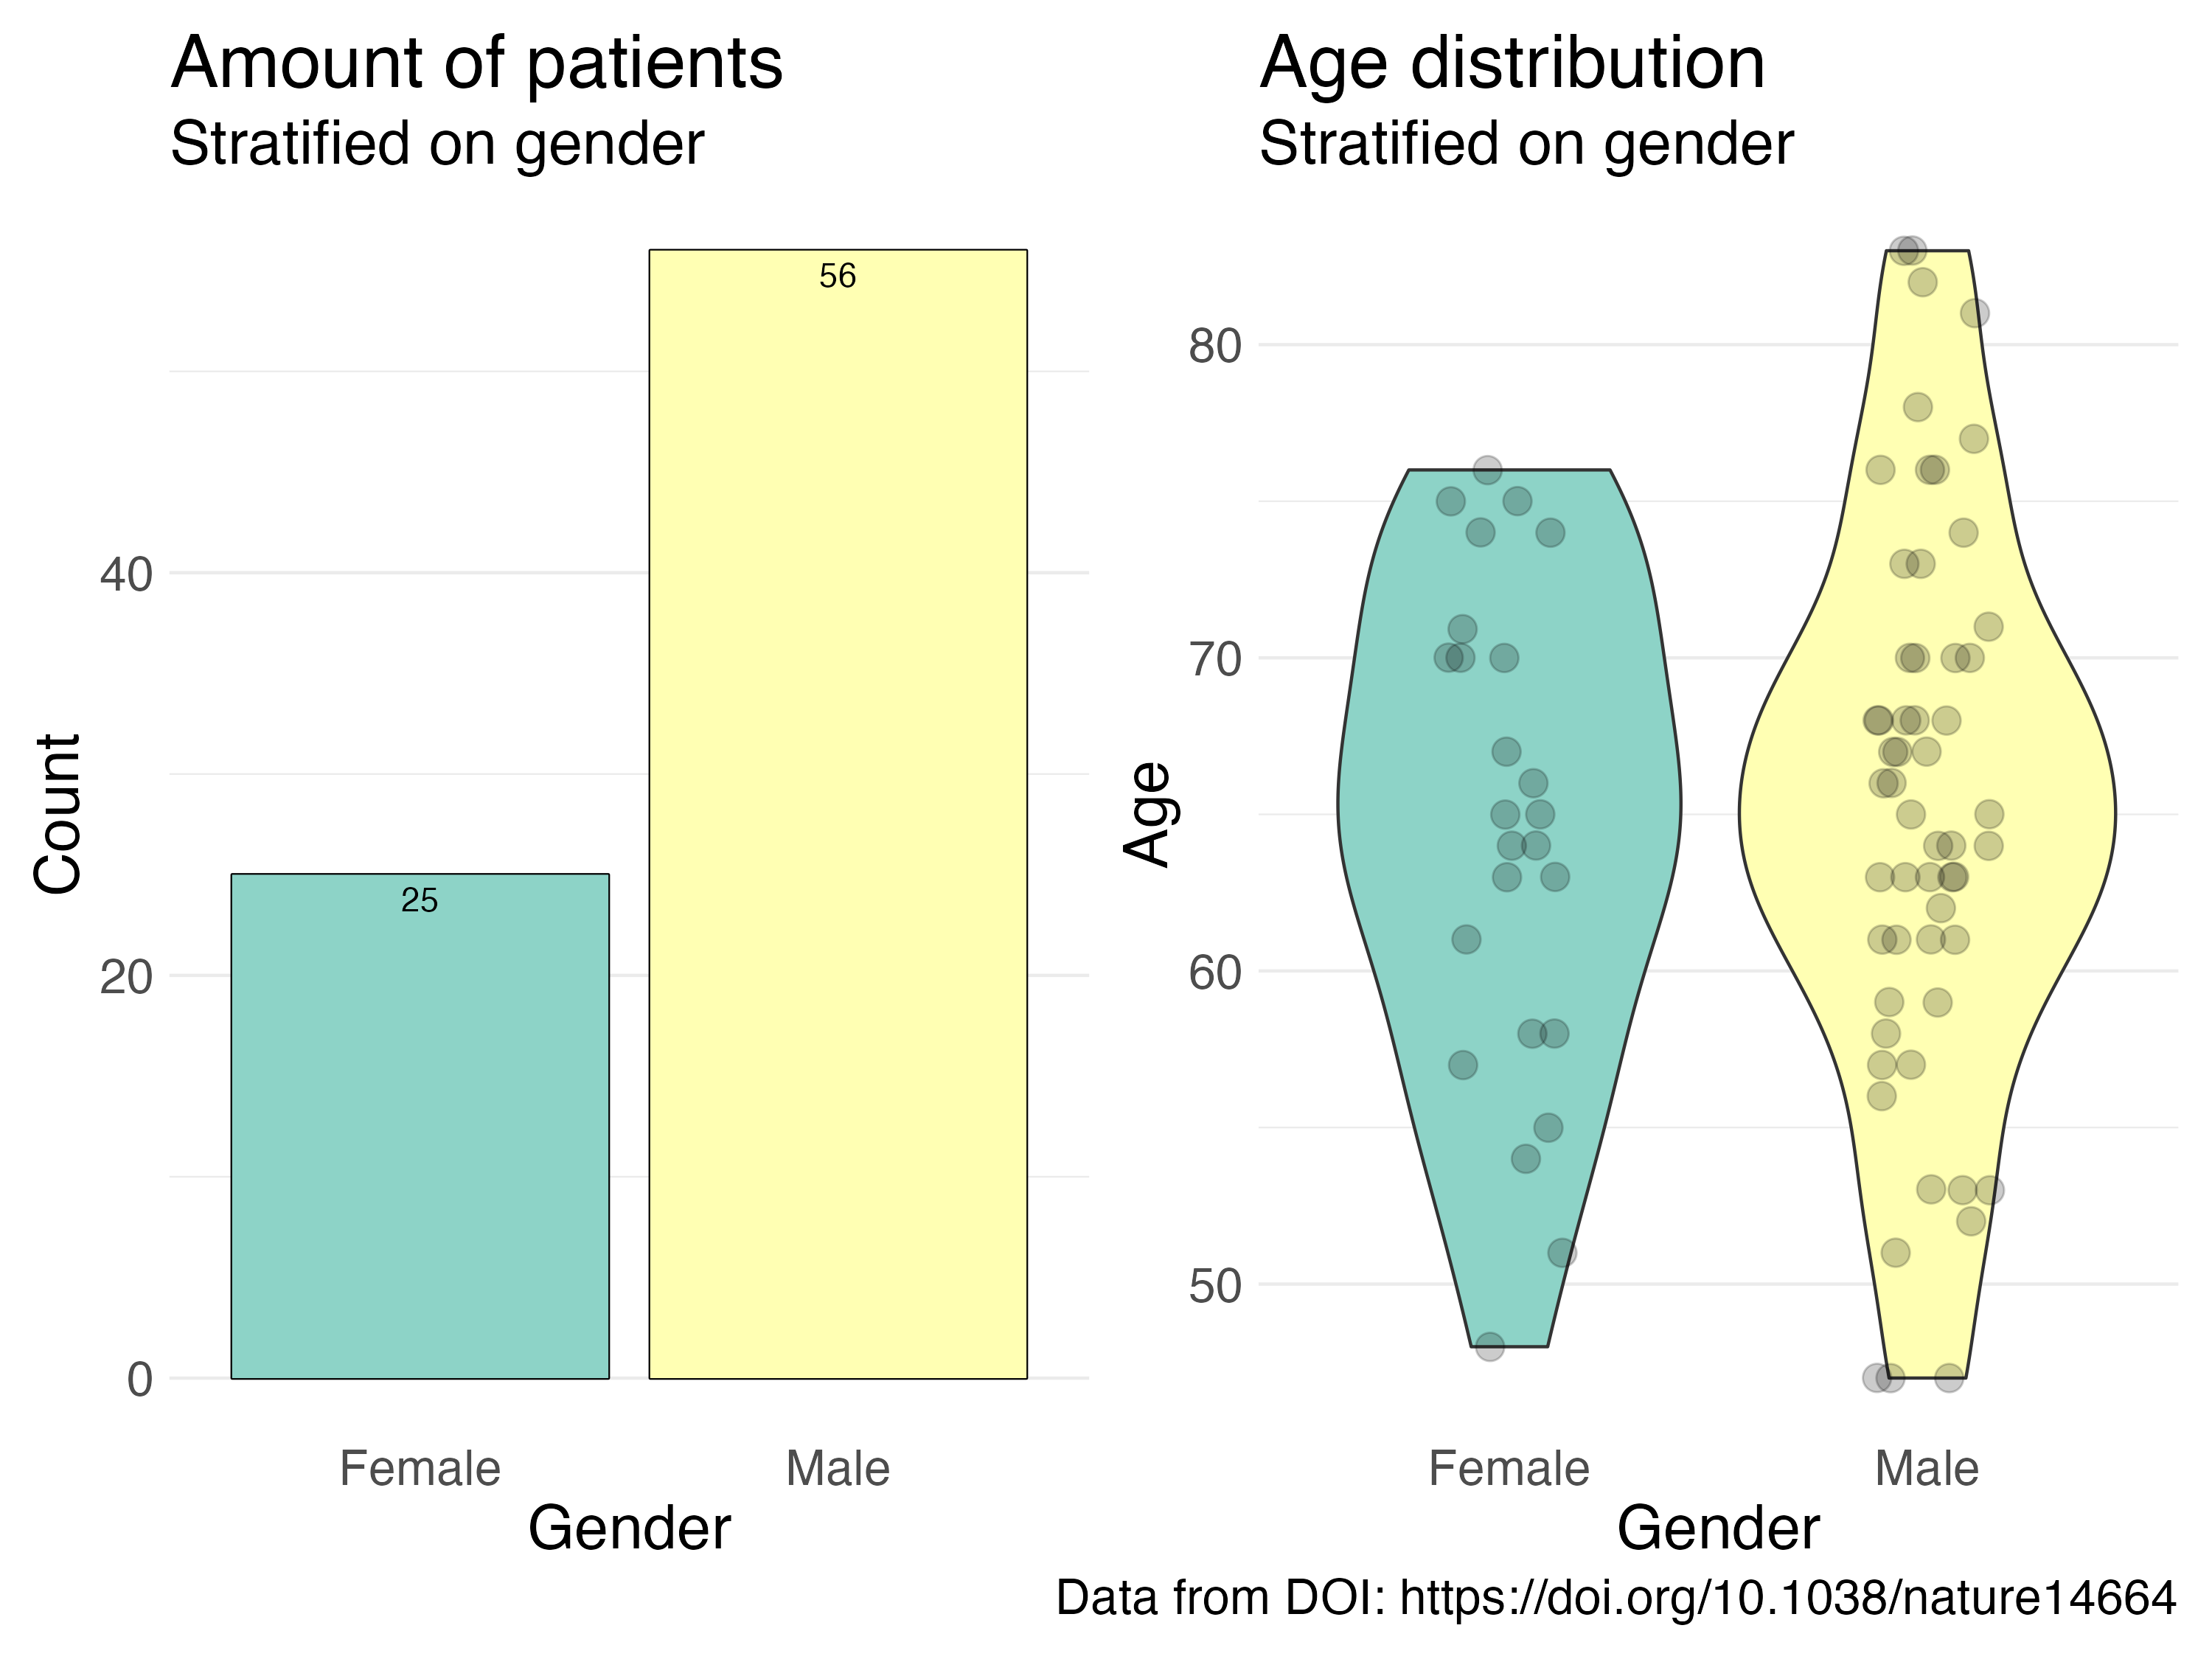 Amount of patients
Stratified on gender
56
25
40
20
0
Count
Female Male
Gender
Age distribution
Stratified on gender
80
70
60
50
Age
Female Male
Gender
Data from DOI: https://doi.org/10.1038/nature14664